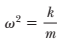 ω² = k/m